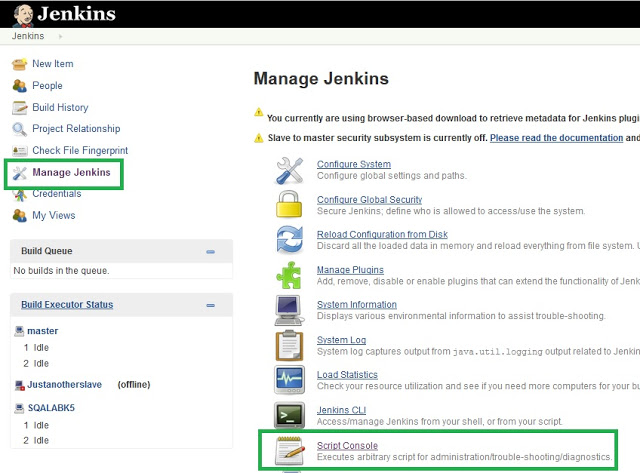 Jenkins
Jenkins
New Item
People
Build History
Project Relationship
Check File Fingerprint
Manage Jenkins
Credentials
My Views
Build Queue
No builds in the queue.
Build Executor Status
master
1 Idle
2 Idle
Justanotherslave (offline)
SQALABK5
1 Idle
2 Idle
Manage Jenkins
You currently are using browser-based download to retrieve metadata for Jenkins plugin
Slave to master security subsystem is currently off. Please read the documentation and
Configure System
Configure global settings and paths.
Configure Global Security
Secure Jenkins; define who is allowed to access/use the system.
Reload Configuration from Disk
Discard all the loaded data in memory and reload everything from file system.
Manage Plugins
Add, remove, disable or enable plugins that can extend the functionality of Jenk
System Information
Displays various environmental information to assist trouble-shooting.
System Log
System log captures output from java.util.logging output related to Jenkin
Load Statistics
Check your resource utilization and see if you need more computers for your bu
Jenkins CLI
Access/manage Jenkins from your shell, or from your script.
Script Console
Executes arbitrary script for administration/trouble-shooting/diagnostics.